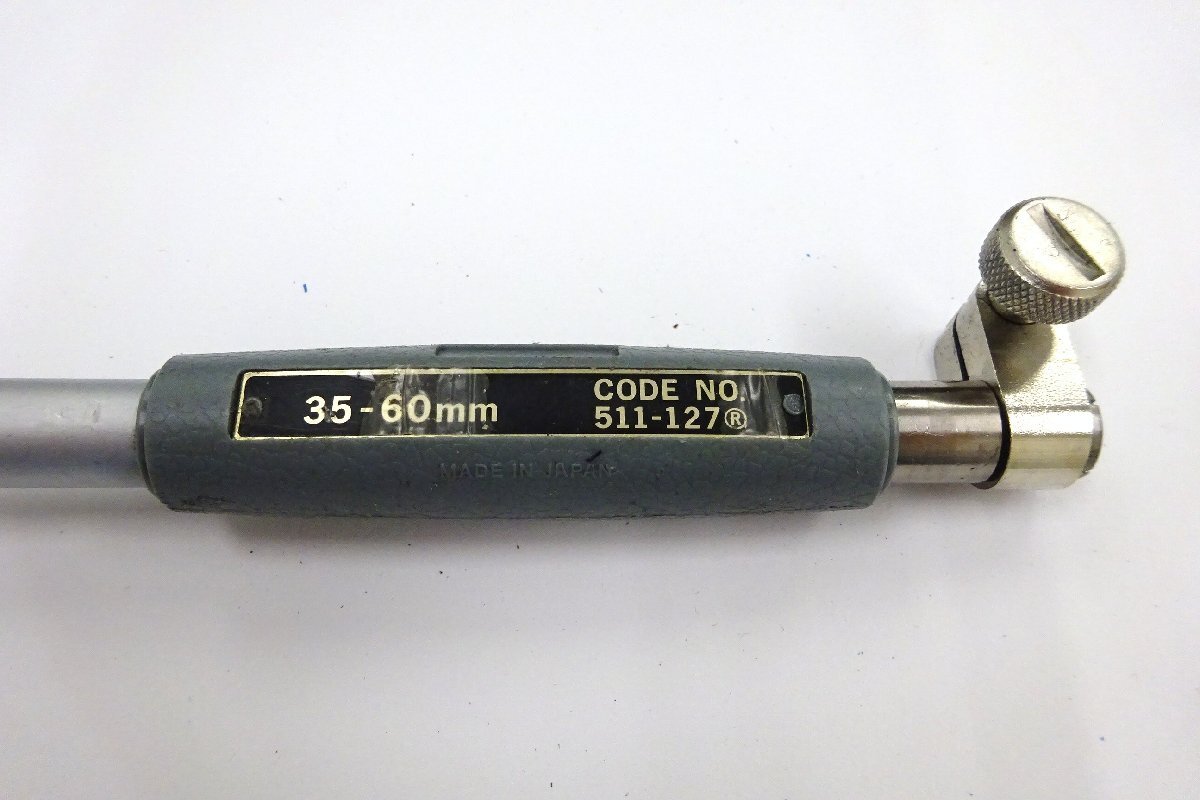 35-60mm
CODE NO.
511-127®
MADE IN JAPAN